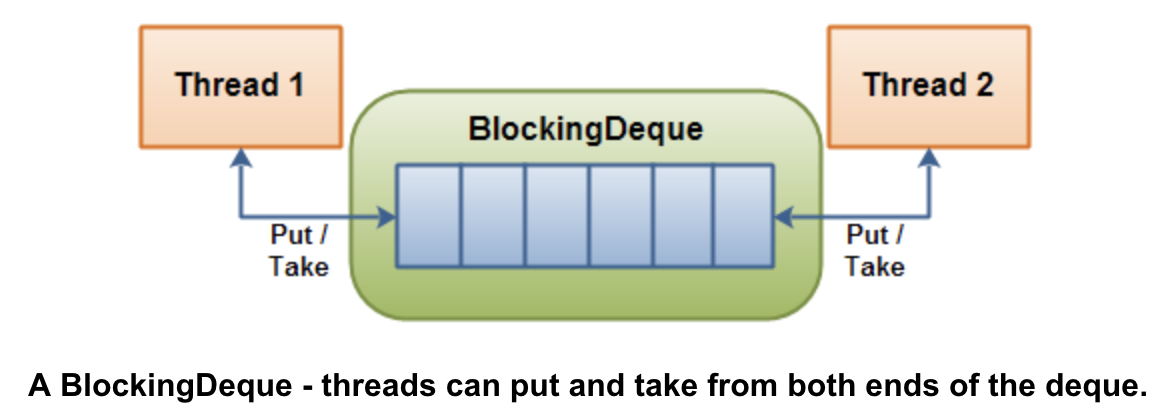 Thread 1
Thread 2
BlockingDeque
Put /
Take
Put /
Take
A BlockingDeque - threads can put and take from both ends of the deque.